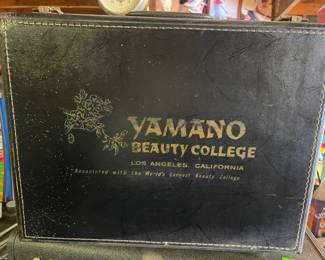 YAMANO
BEAUTY COLLEGE
LOS ANGELES, CALIFORNIA
"Associated with the World's Largest Beauty College